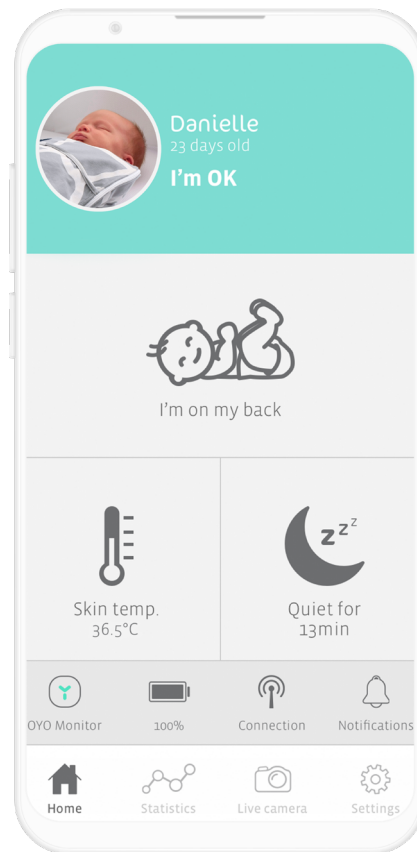 Danielle
23 days old
I'm OK
I'm on my back
z z z
Skin temp.
36.5°C
Quiet for
13min
OYO Monitor
100%
Connection
Notifications
Home
Statistics
Live camera
Settings